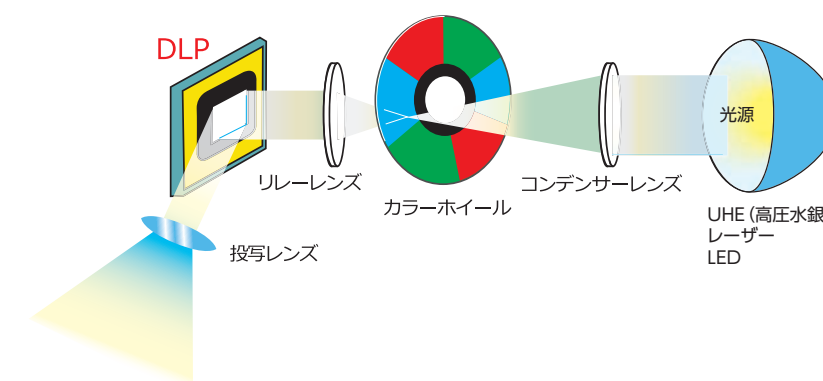 DLP
光源
リレーレンズ
カラーホイール
コンデンサーレンズ
投写レンズ
UHE（高圧水銀
レーザー
LED